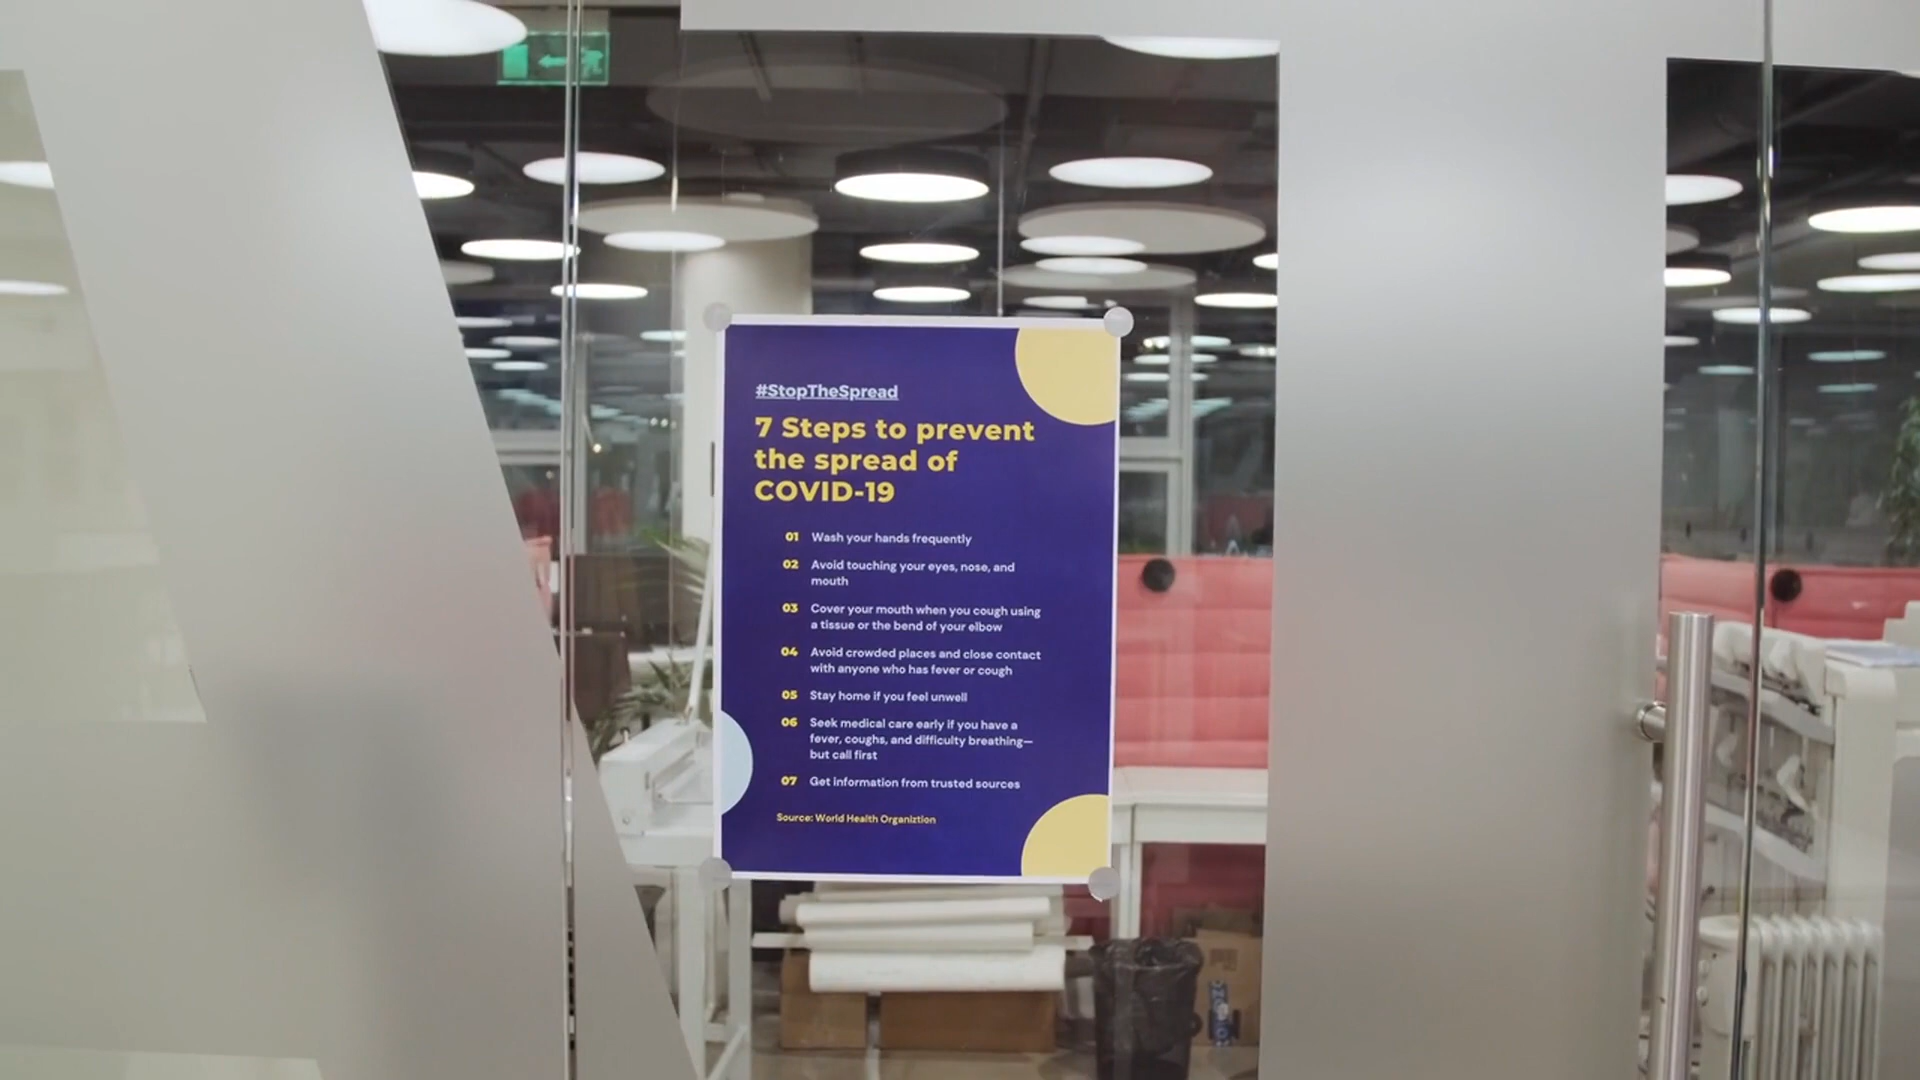 #StopTheSpread
7 Steps to prevent
the spread of
COVID-19
01 Wash your hands frequently
02 Avoid touching your eyes, nose, and
mouth
03 Cover your mouth when you cough using
a tissue or the bend of your elbow
04 Avoid crowded places and close contact
with anyone who has fever or cough
05 Stay home if you feel unwell
06 Seek medical care early if you have a
fever, coughs, and difficulty breathing—
but call first
07 Get information from trusted sources
Source: World Health Organiztion